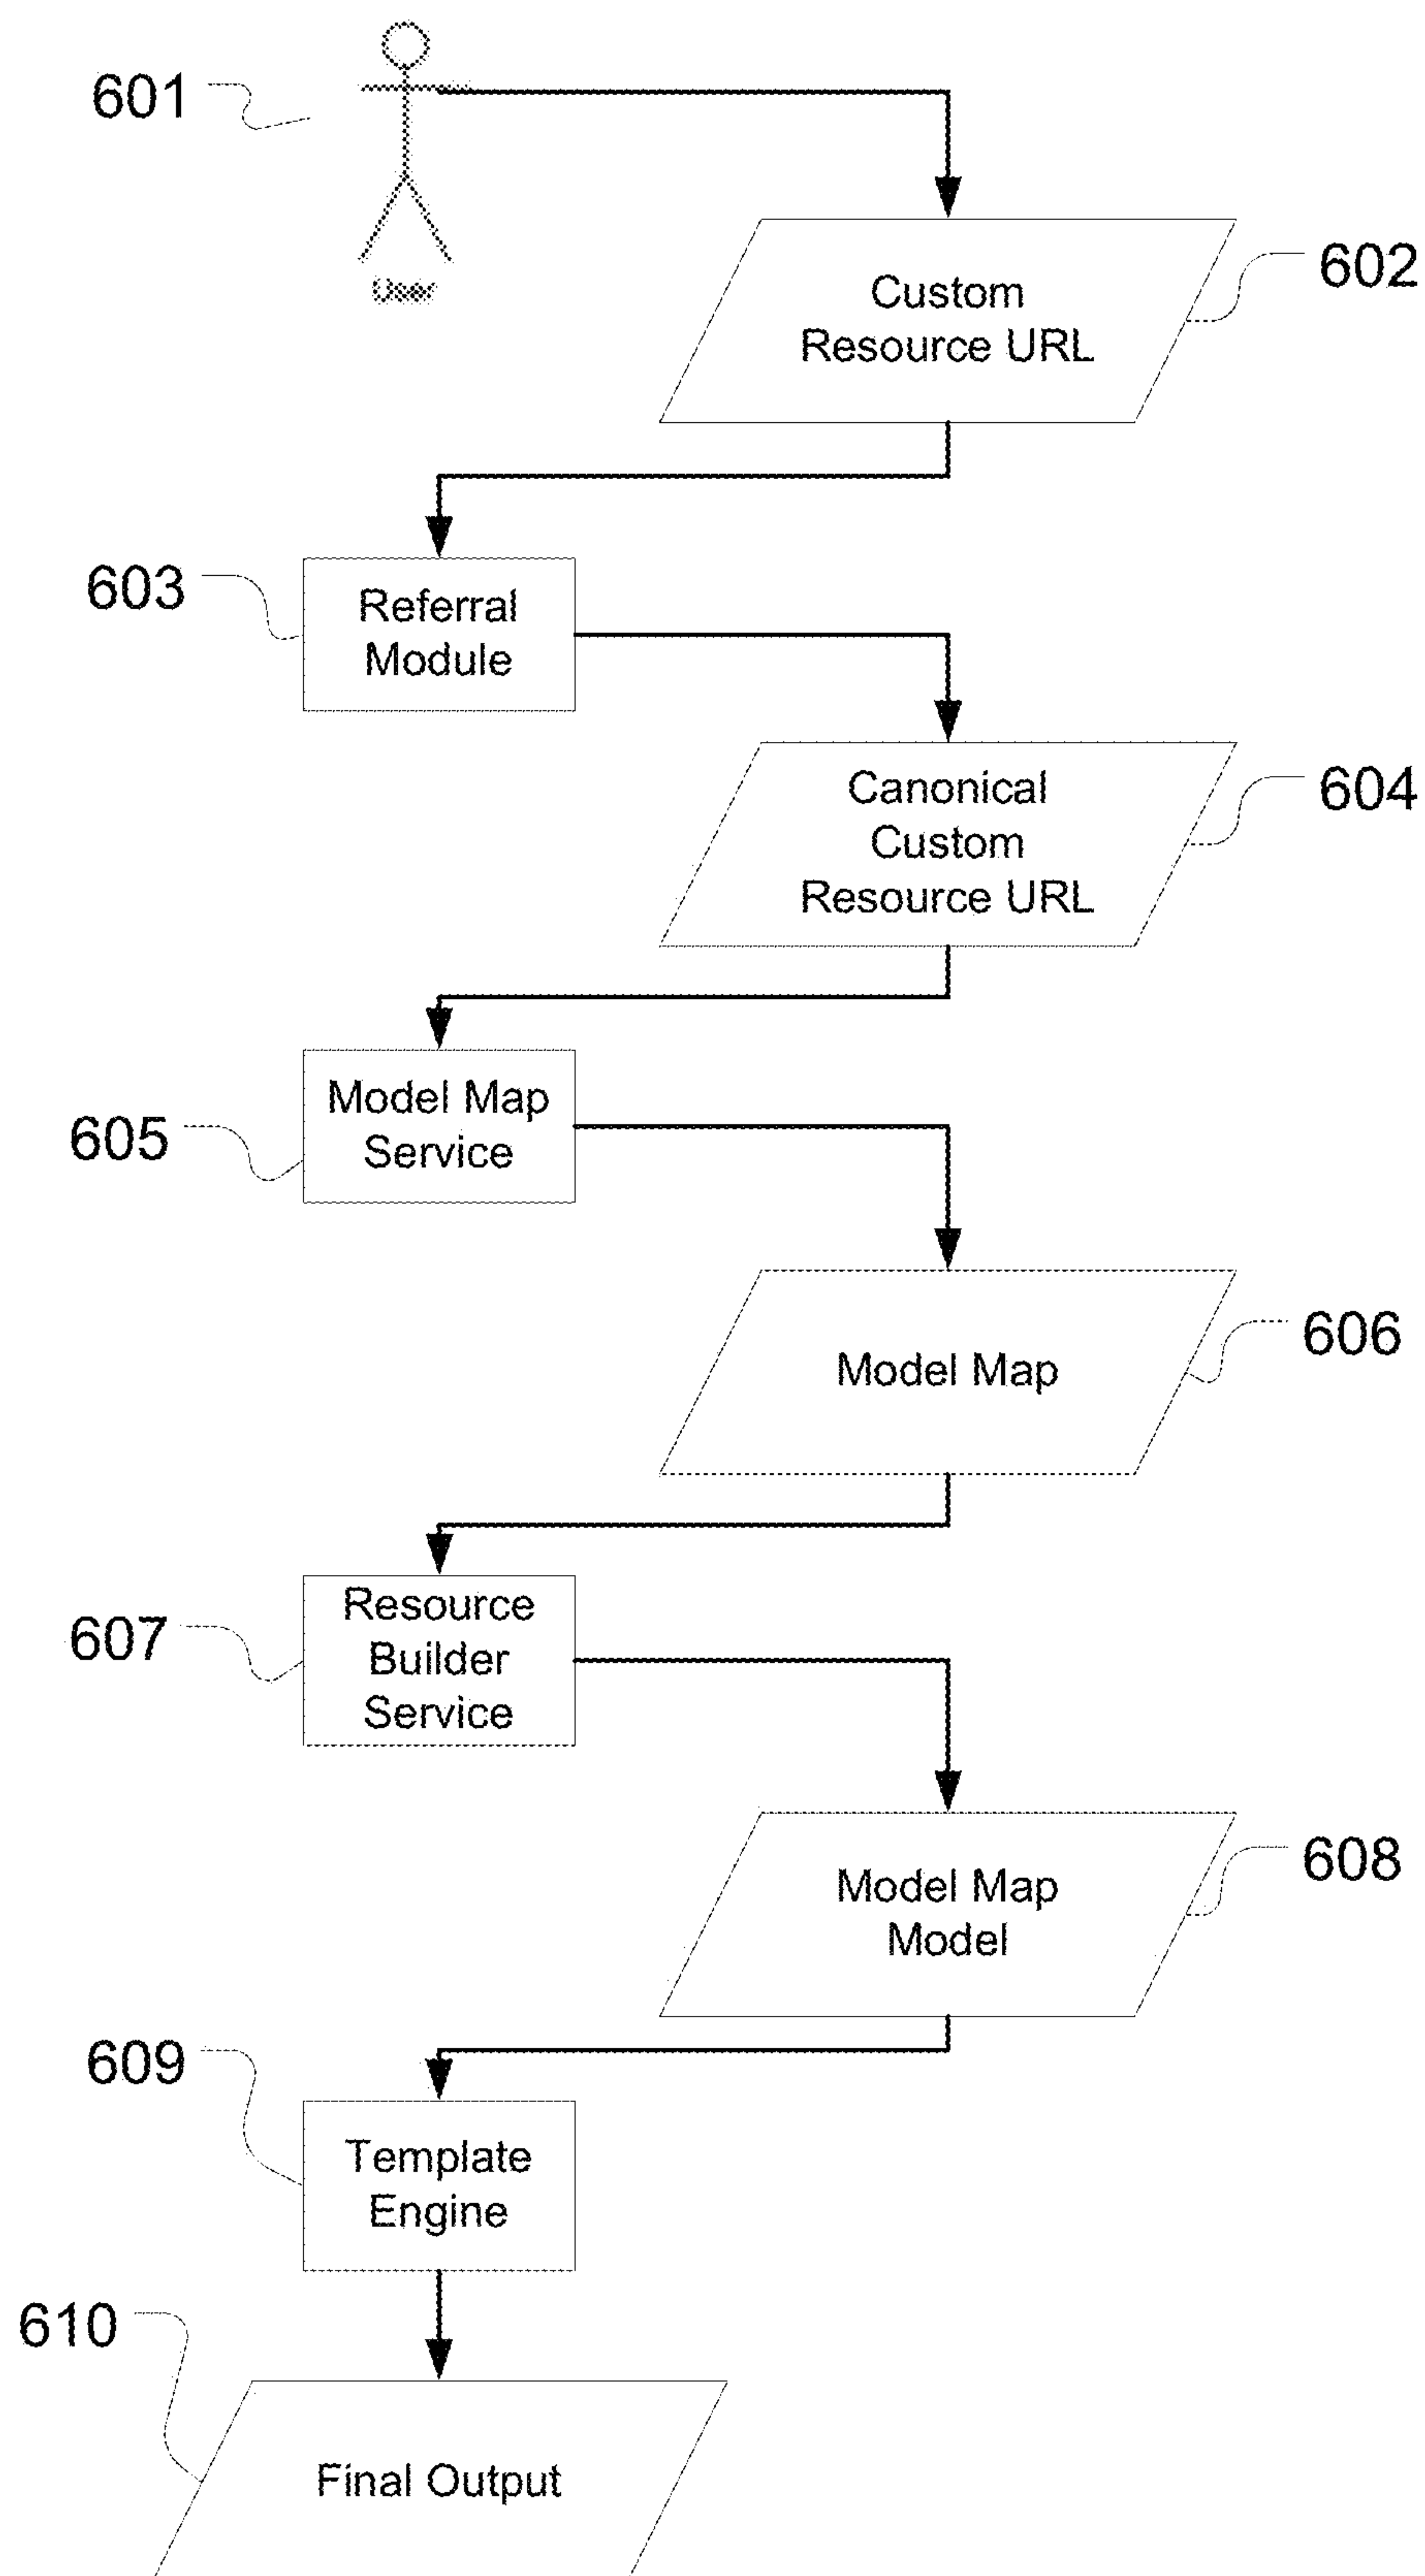 601
User
Custom
Resource URL
602
603
Referral
Module
Canonical
Custom
Resource URL
604
Model Map
Service
605
Model Map
606
Resource
Builder
Service
607
Model Map
Model
608
609
Template
Engine
610
Final Output